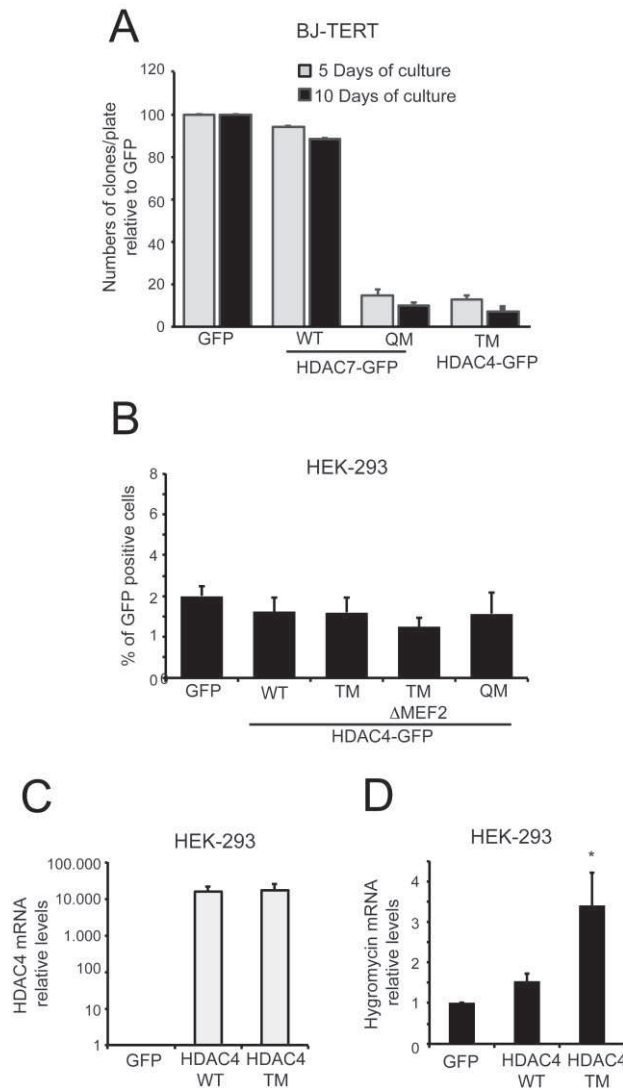 A
BJ-TERT
120
100
80
60
40
20
0
Numbers of clones/plate
relative to GFP
5 Days of culture
10 Days of culture
GFP
WT
QM
TM
HDAC7-GFP
HDAC4-GFP
B
HEK-293
8
6
4
2
1
0
% of GFP positive cells
GFP
WT
TM
TM
QM
ΔMEF2
HDAC4-GFP
C
HEK-293
100.000
10.000
1.000
100
10
1
HDAC4 mRNA
relative levels
GFP
HDAC4
WT
HDAC4
TM
D
HEK-293
4
3
2
1
0
Hygromycin mRNA
relative levels
*
GFP
HDAC4
WT
HDAC4
TM